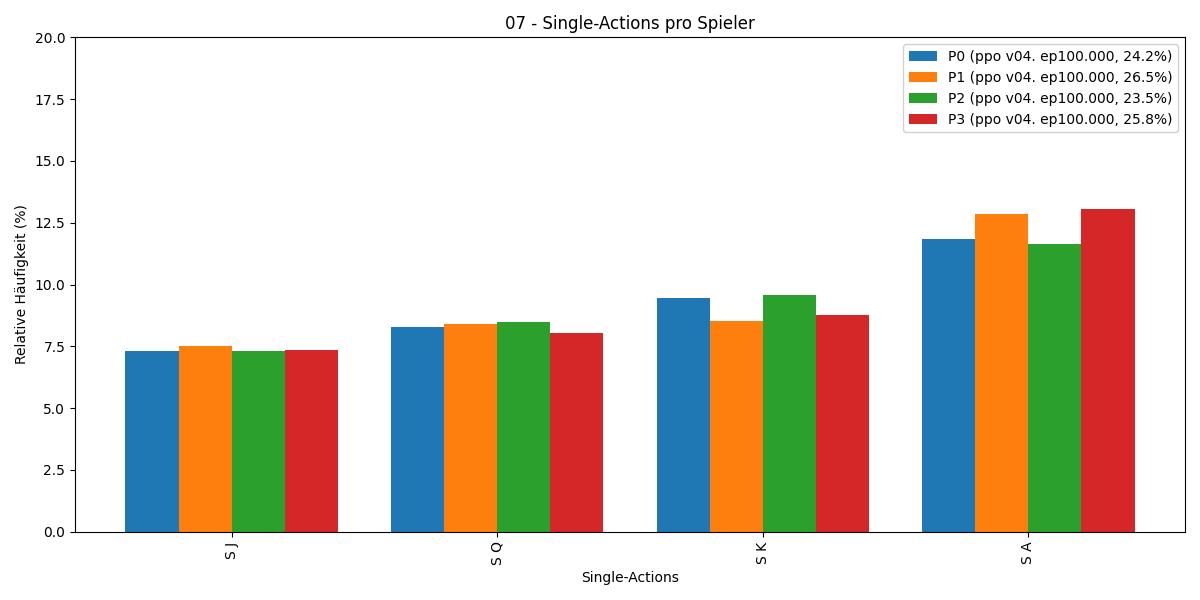 07 - Single-Actions pro Spieler
20.0
17.5
15.0
12.5
10.0
7.5
5.0
2.5
0.0
Relative Häufigkeit (%)
P0 (ppo v04. ep100.000, 24.2%)
P1 (ppo v04. ep100.000, 26.5%)
P2 (ppo v04. ep100.000, 23.5%)
P3 (ppo v04. ep100.000, 25.8%)
S J
S Q
S K
S A
Single-Actions